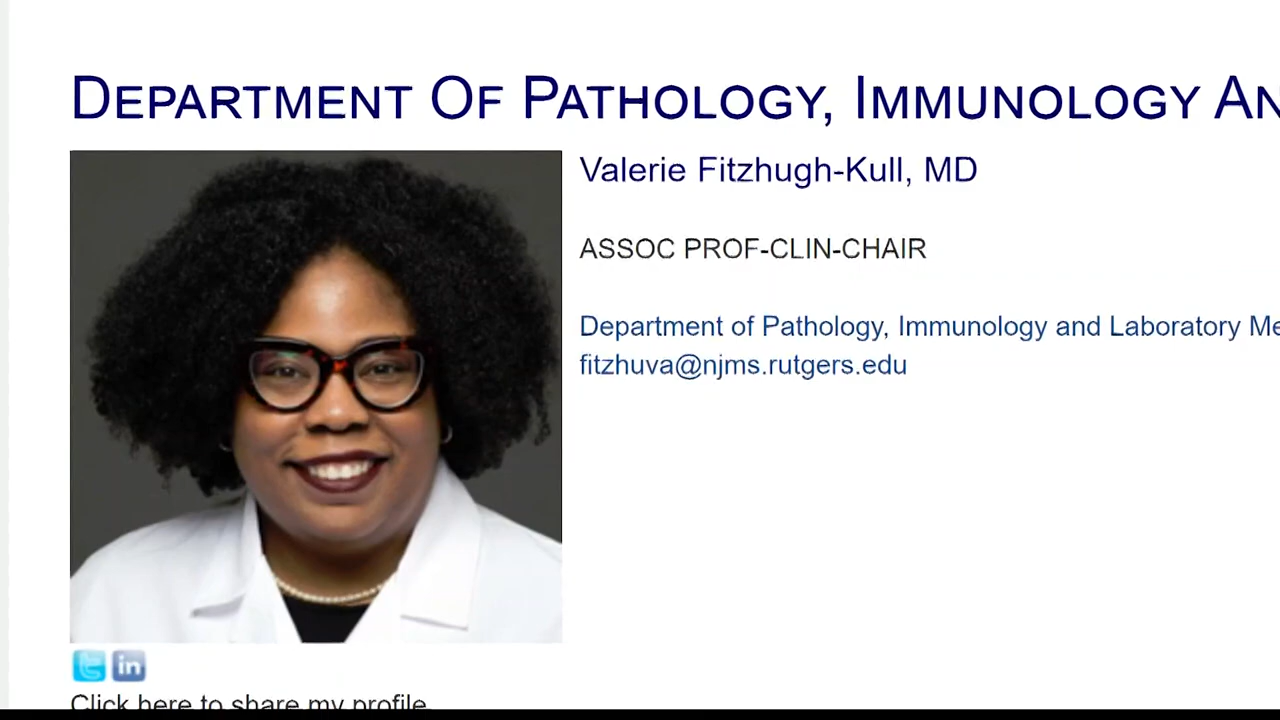 DEPARTMENT OF PATHOLOGY, IMMUNOLOGY AN
Valerie Fitzhugh-Kull, MD
ASSOC PROF-CLIN-CHAIR
Department of Pathology, Immunology and Laboratory Me
fitzhuva@njms.rutgers.edu
in
Click here to share my profile